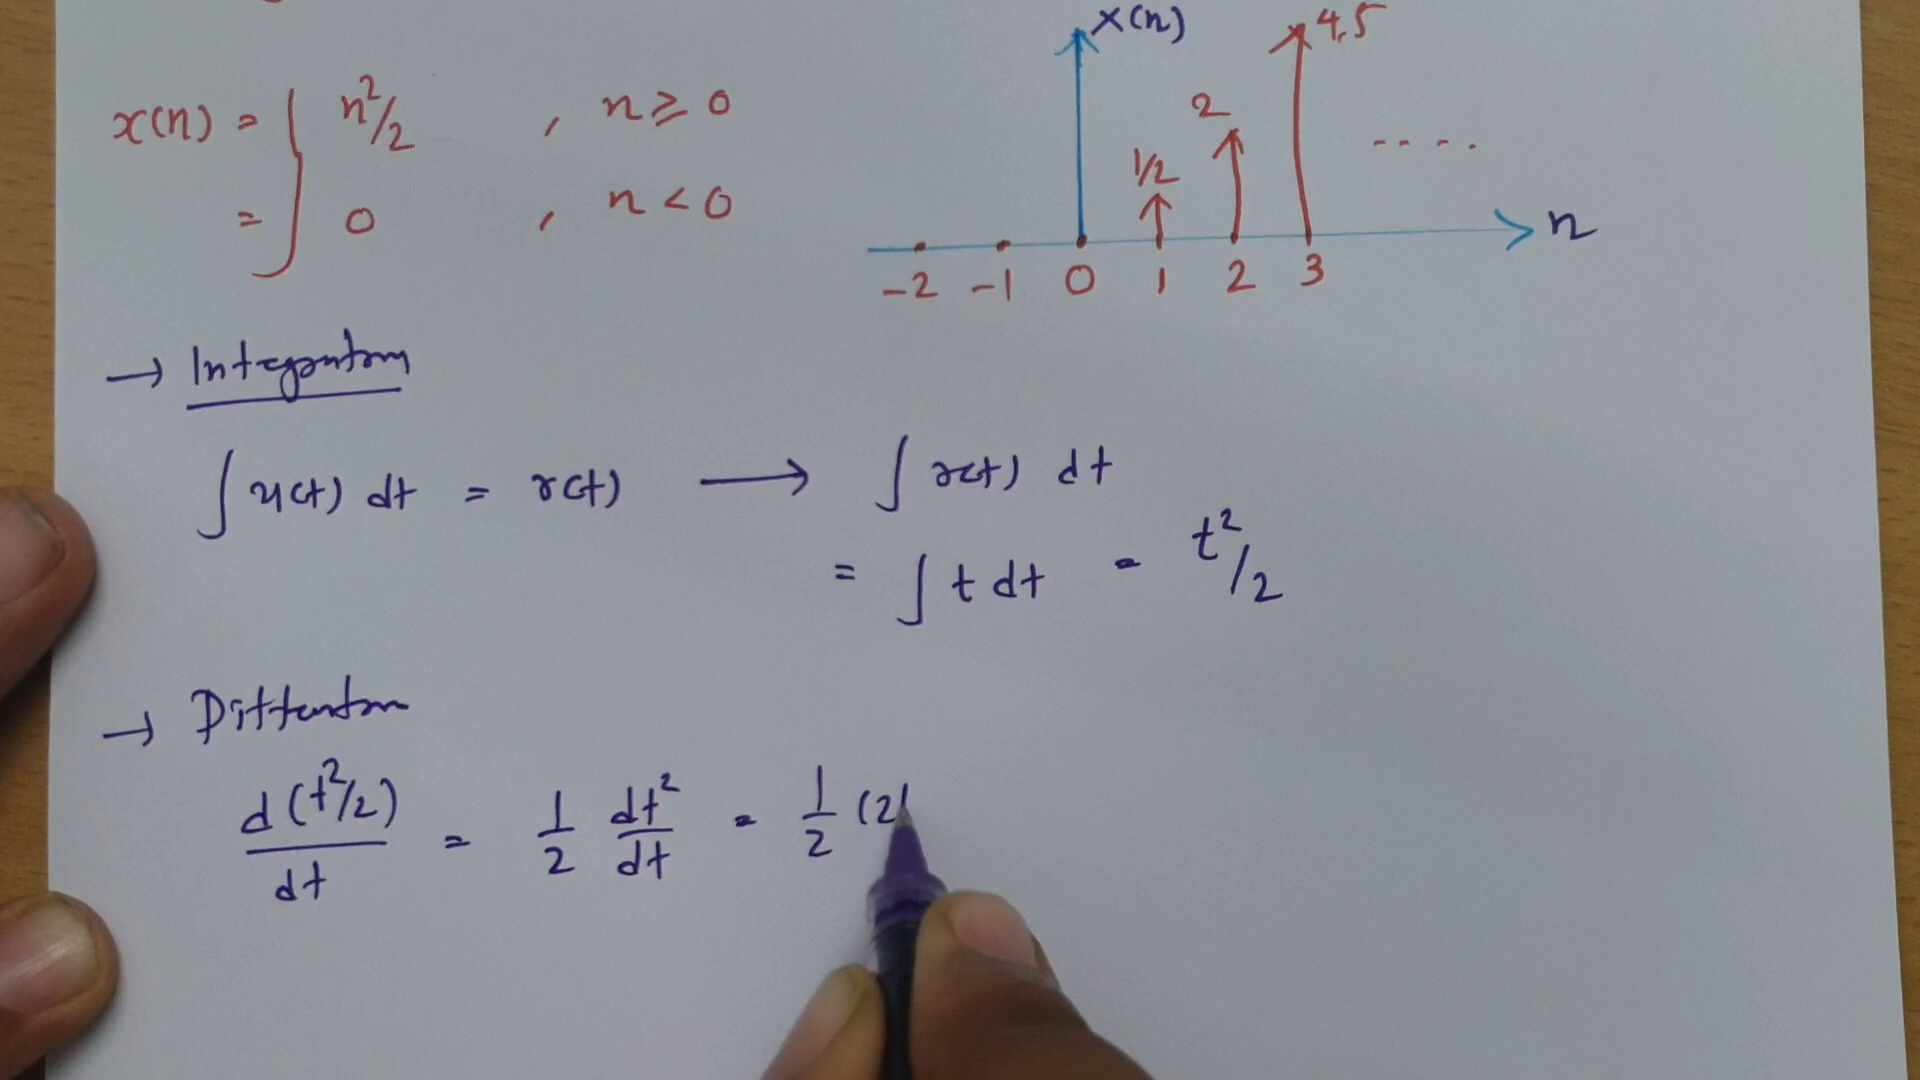 x(n) = { n²/2 , n ≥ 0
= 0 , n < 0
x(n)
1/2 2 4.5 ----
-2 -1 0 1 2 3 n
→ Integration
∫ u(t) dt = r(t) → ∫ r(t) dt
= ∫ t dt = t²/2
→
d(t²/2)/dt = 1/2 dt²/dt = 1/2 (2